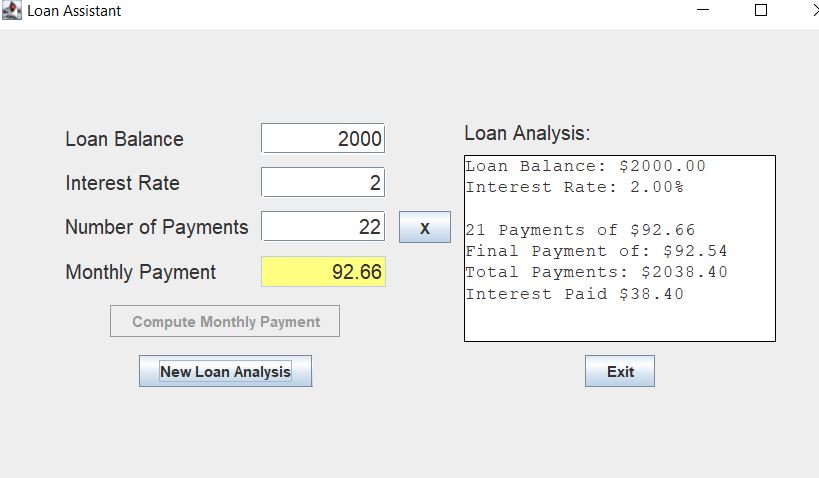 Loan Assistant
Loan Balance 2000
Interest Rate 2
Number of Payments 22 X
Monthly Payment 92.66
Compute Monthly Payment
New Loan Analysis
Loan Analysis:
Loan Balance: $2000.00
Interest Rate: 2.00%
21 Payments of $92.66
Final Payment of: $92.54
Total Payments: $2038.40
Interest Paid $38.40
Exit